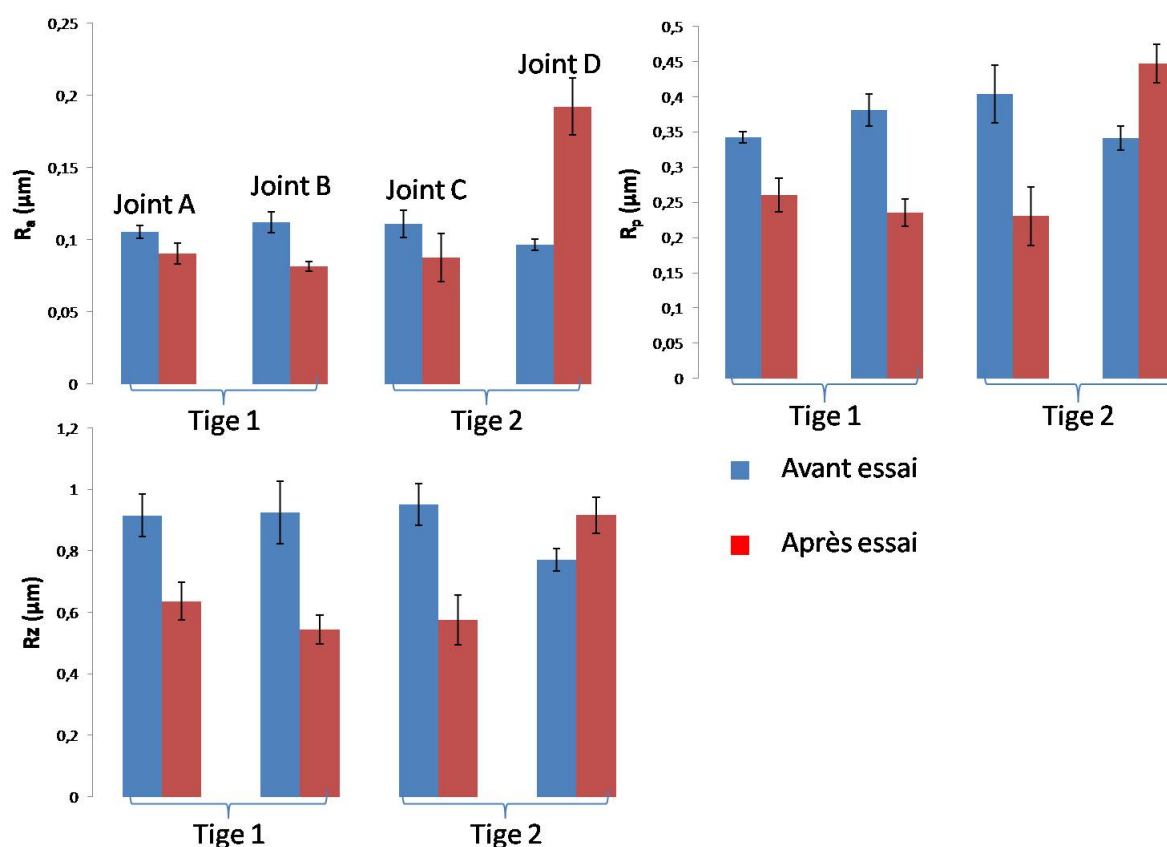 0,25
0,2
0,15
0,1
0,05
0
Rₐ (µm)
Joint A
Joint B
Joint C
Joint D
Tige 1
Tige 2
0,5
0,45
0,4
0,35
0,3
0,25
0,2
0,15
0,1
0,05
0
Rₚ (µm)
Tige 1
Tige 2
1,2
1
0,8
0,6
0,4
0,2
0
Rz (µm)
Tige 1
Tige 2
Avant essai
Après essai